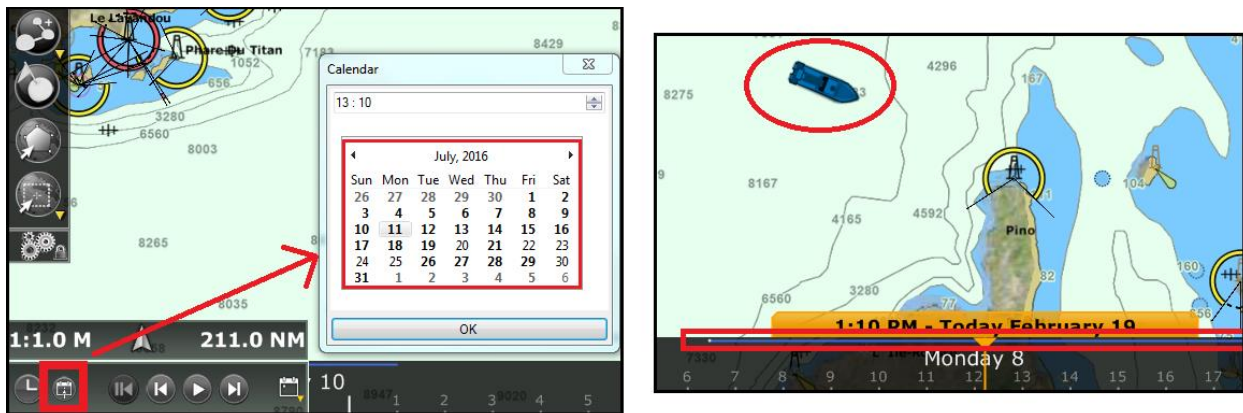 Le Lavandou
Phare Du Titan
1052
8429
656
3280
6560
8003
8265
8035
1:1.0 M
211.0 NM
Calendar
13 : 10
July, 2016
Sun Mon Tue Wed Thu Fri Sat
26 27 28 29 30 1 2
3 4 5 6 7 8 9
10 11 12 13 14 15 16
17 18 19 20 21 22 23
24 25 26 27 28 29 30
31 1 2 3 4 5 6
OK
10
1 2 3 4 5
4296
167
8275
8167
104
4165
4592
Pino
82
160
3280
6560
77
656
1:10 PM - Today February 19
7330
Monday 8
6 7 8 9 10 11 12 13 14 15 16 17